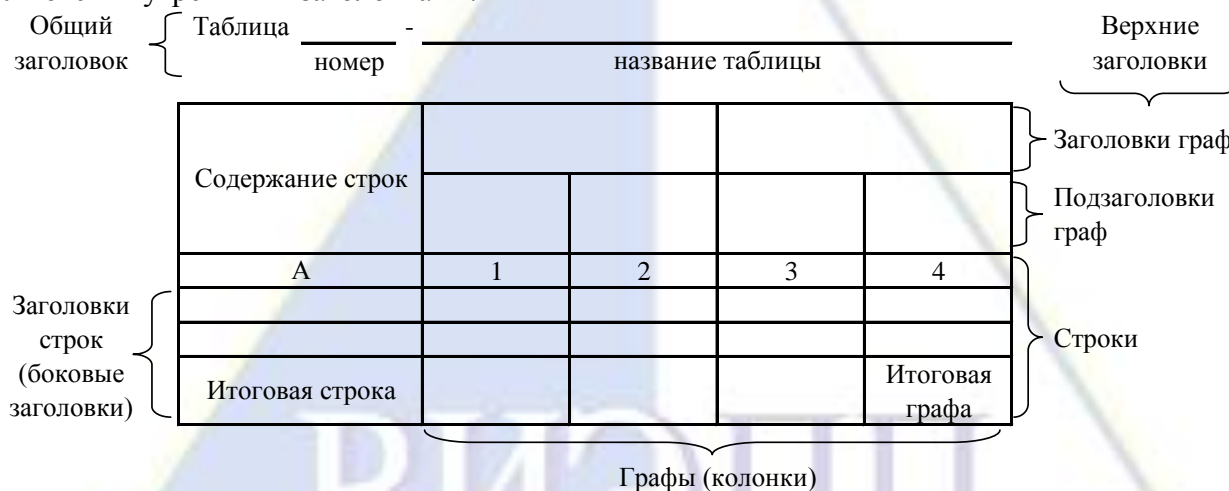 Общий заголовок
Таблица - 
номер
название таблицы
Верхние заголовки
Заголовки граф
Содержание строк
Подзаголовки граф
А 1 2 3 4
Заголовки строк (боковые заголовки)
Строки
Итоговая строка
Итоговая графа
Графы (колонки)